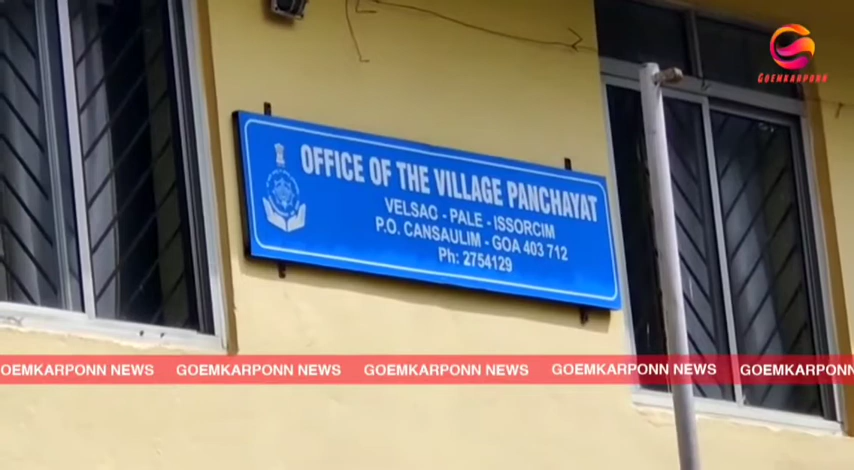 GOEMKARPONN
OFFICE OF THE VILLAGE PANCHAYAT
VELSAO - PALE - ISSORCIM
P.O. CANSAULIM - GOA 403 712
Ph: 2754129
GOEMKARPONN NEWS GOEMKARPONN NEWS GOEMKARPONN NEWS GOEMKARPONN NEWS GOEMKARPONN